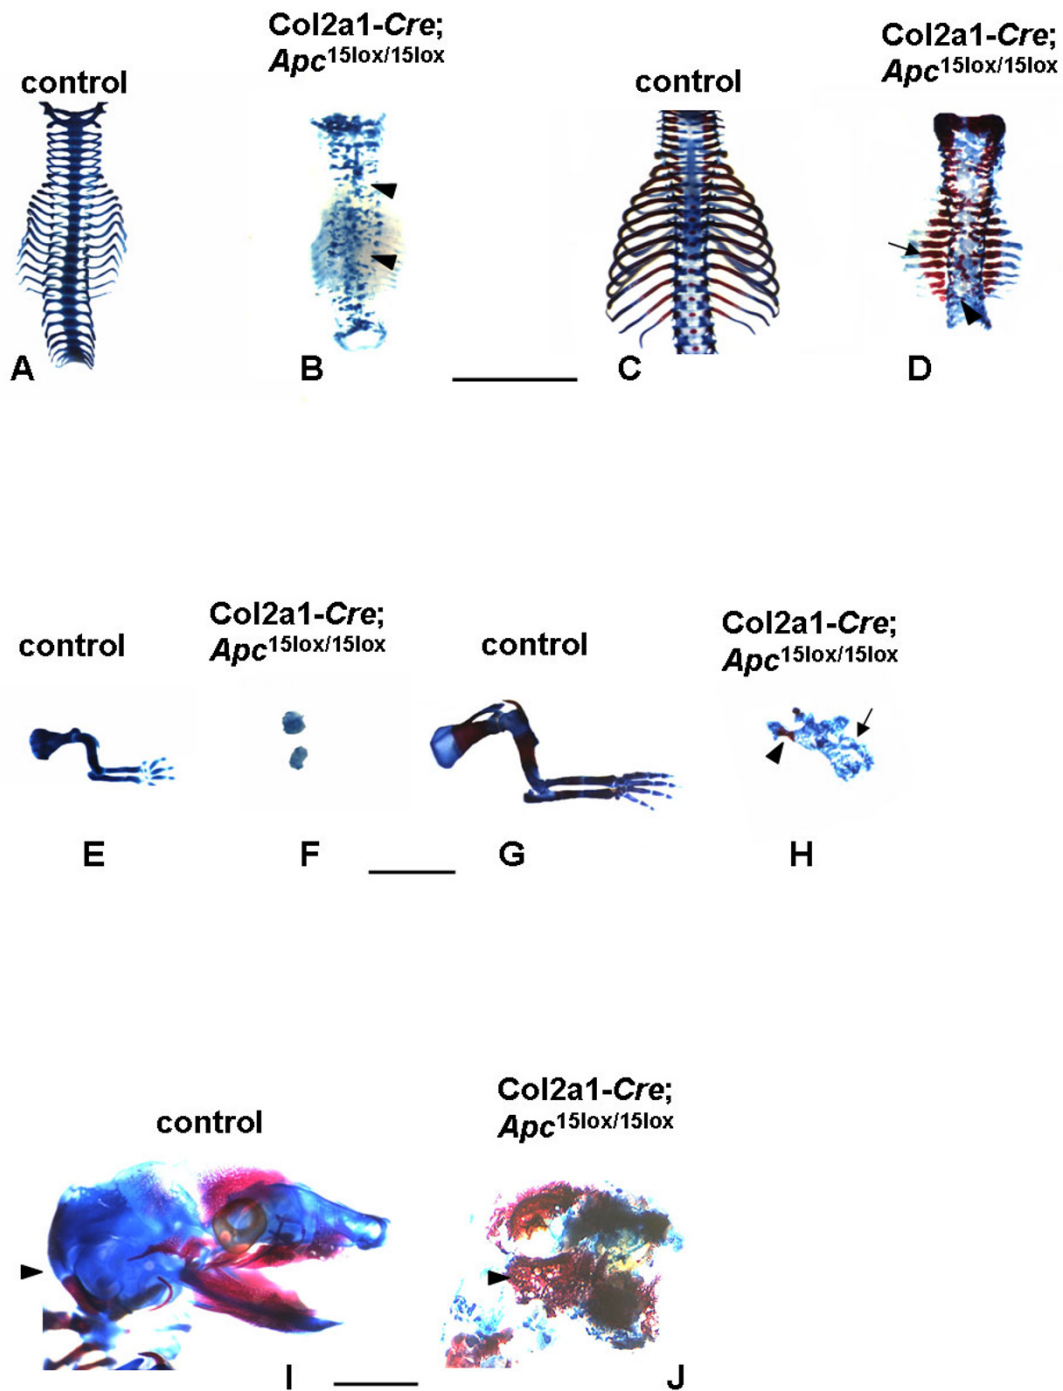 Col2a1-Cre;
Apc15lox/15lox
control
Col2a1-Cre;
Apc15lox/15lox
control
A
B
C
D
Col2a1-Cre;
Apc15lox/15lox
control
Col2a1-Cre;
Apc15lox/15lox
control
E
F
G
H
Col2a1-Cre;
Apc15lox/15lox
control
I
J